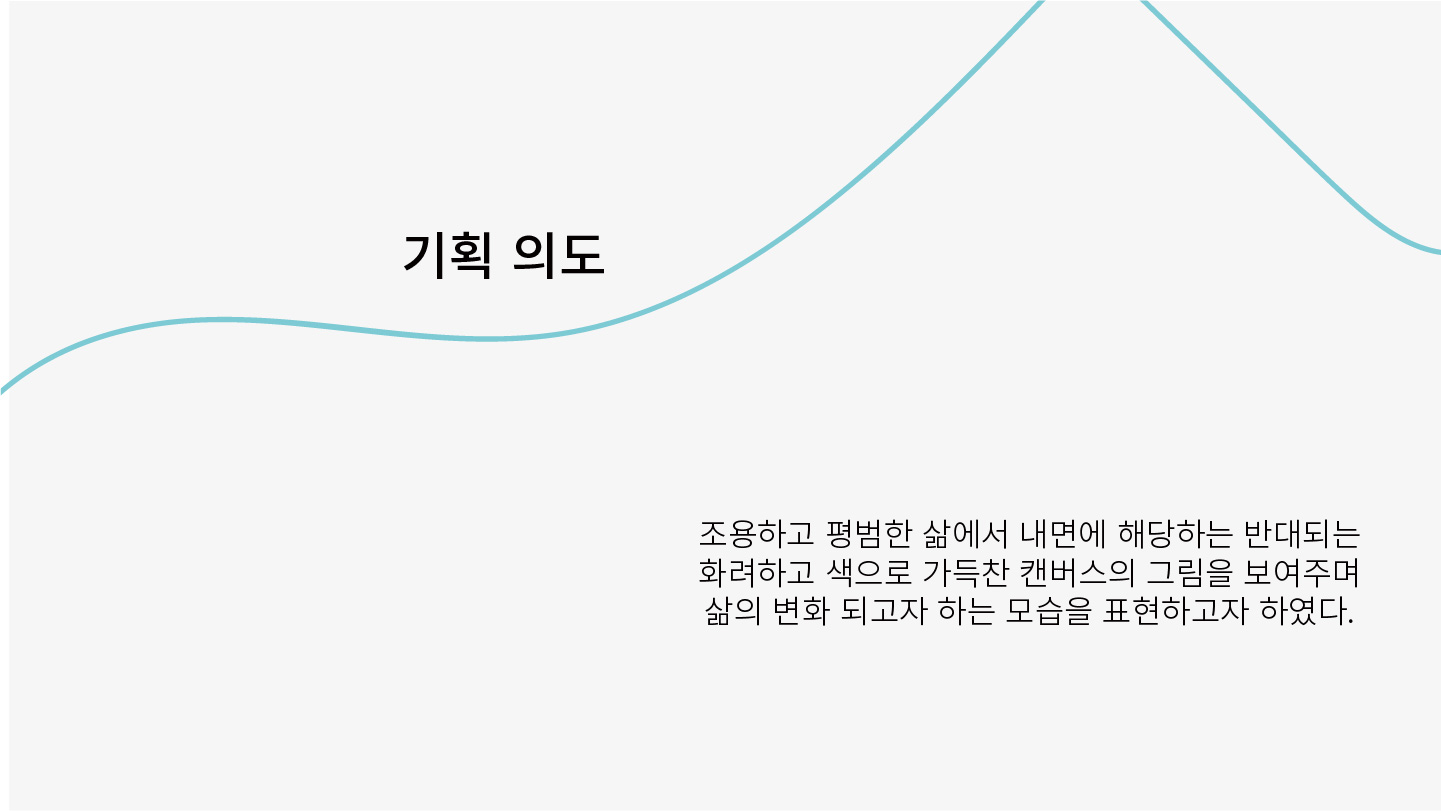 기획 의도
조용하고 평범한 삶에서 내면에 해당하는 반대되는
화려하고 색으로 가득찬 캔버스의 그림을 보여주며
삶의 변화 되고자 하는 모습을 표현하고자 하였다.